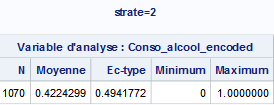 strate=2
Variable d'analyse : Conso_alcool_encoded
N Moyenne Ec-type Minimum Maximum
1070 0.4224299 0.4941772 0 1.0000000